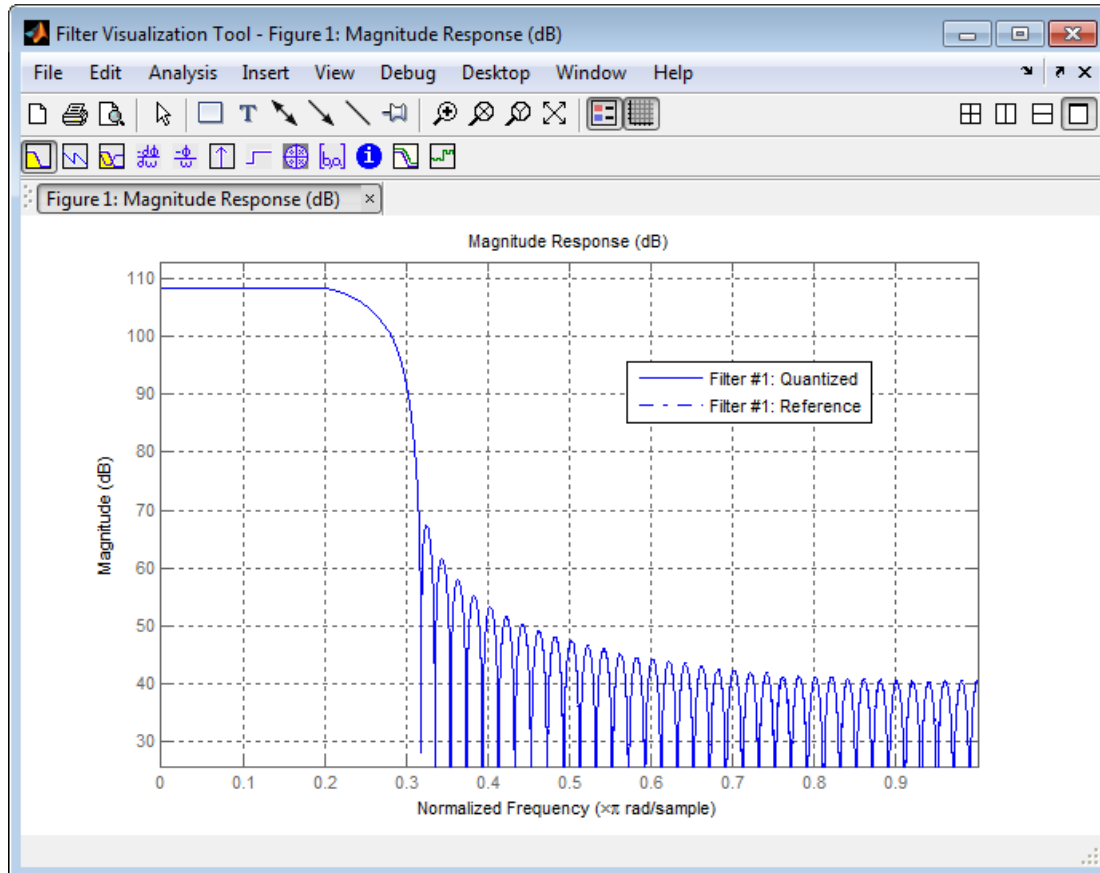 Filter Visualization Tool - Figure 1: Magnitude Response (dB)
File Edit Analysis Insert View Debug Desktop Window Help
Figure 1: Magnitude Response (dB)
Magnitude Response (dB)
110
100
90
80
70
60
50
40
30
Magnitude (dB)
Filter #1: Quantized
Filter #1: Reference
0 0.1 0.2 0.3 0.4 0.5 0.6 0.7 0.8 0.9
Normalized Frequency (×π rad/sample)